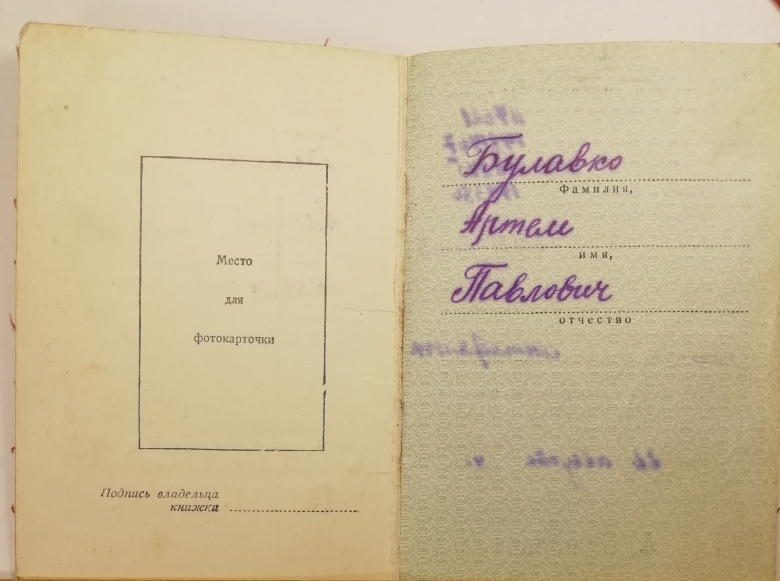 Место
для
фотокарточки
Подпись владельца
книжки
Булавко
Фамилия,
Артем
имя,
Павлович
отчество